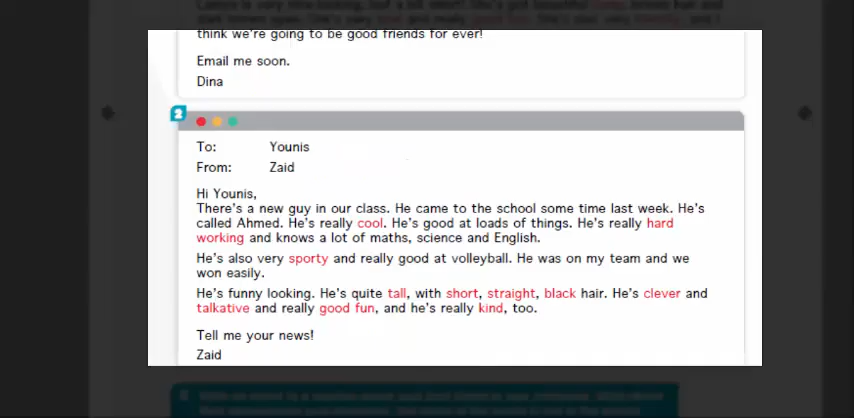 think we're going to be good friends for ever!
Email me soon.
Dina
2
To: Younis
From: Zaid
Hi Younis,
There's a new guy in our class. He came to the school some time last week. He's
called Ahmed. He's really cool. He's good at loads of things. He's really hard
working and knows a lot of maths, science and English.
He's also very sporty and really good at volleyball. He was on my team and we
won easily.
He's funny looking. He's quite tall, with short, straight, black hair. He's clever and
talkative and really good fun, and he's really kind, too.
Tell me your news!
Zaid